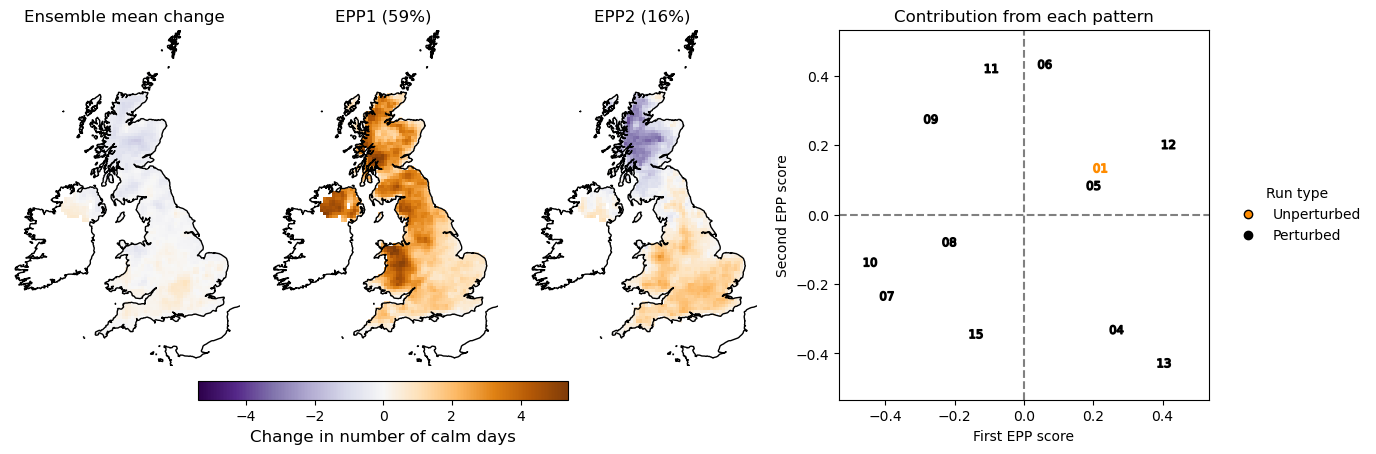 Ensemble mean change
EPP1 (59%)
EPP2 (16%)
Contribution from each pattern
−4
−2
0
2
4
Change in number of calm days
Second EPP score
0.4
0.2
0.0
−0.2
−0.4
11
06
09
12
01
05
08
10
07
15
04
13
−0.4
−0.2
0.0
0.2
0.4
First EPP score
Run type
Unperturbed
Perturbed